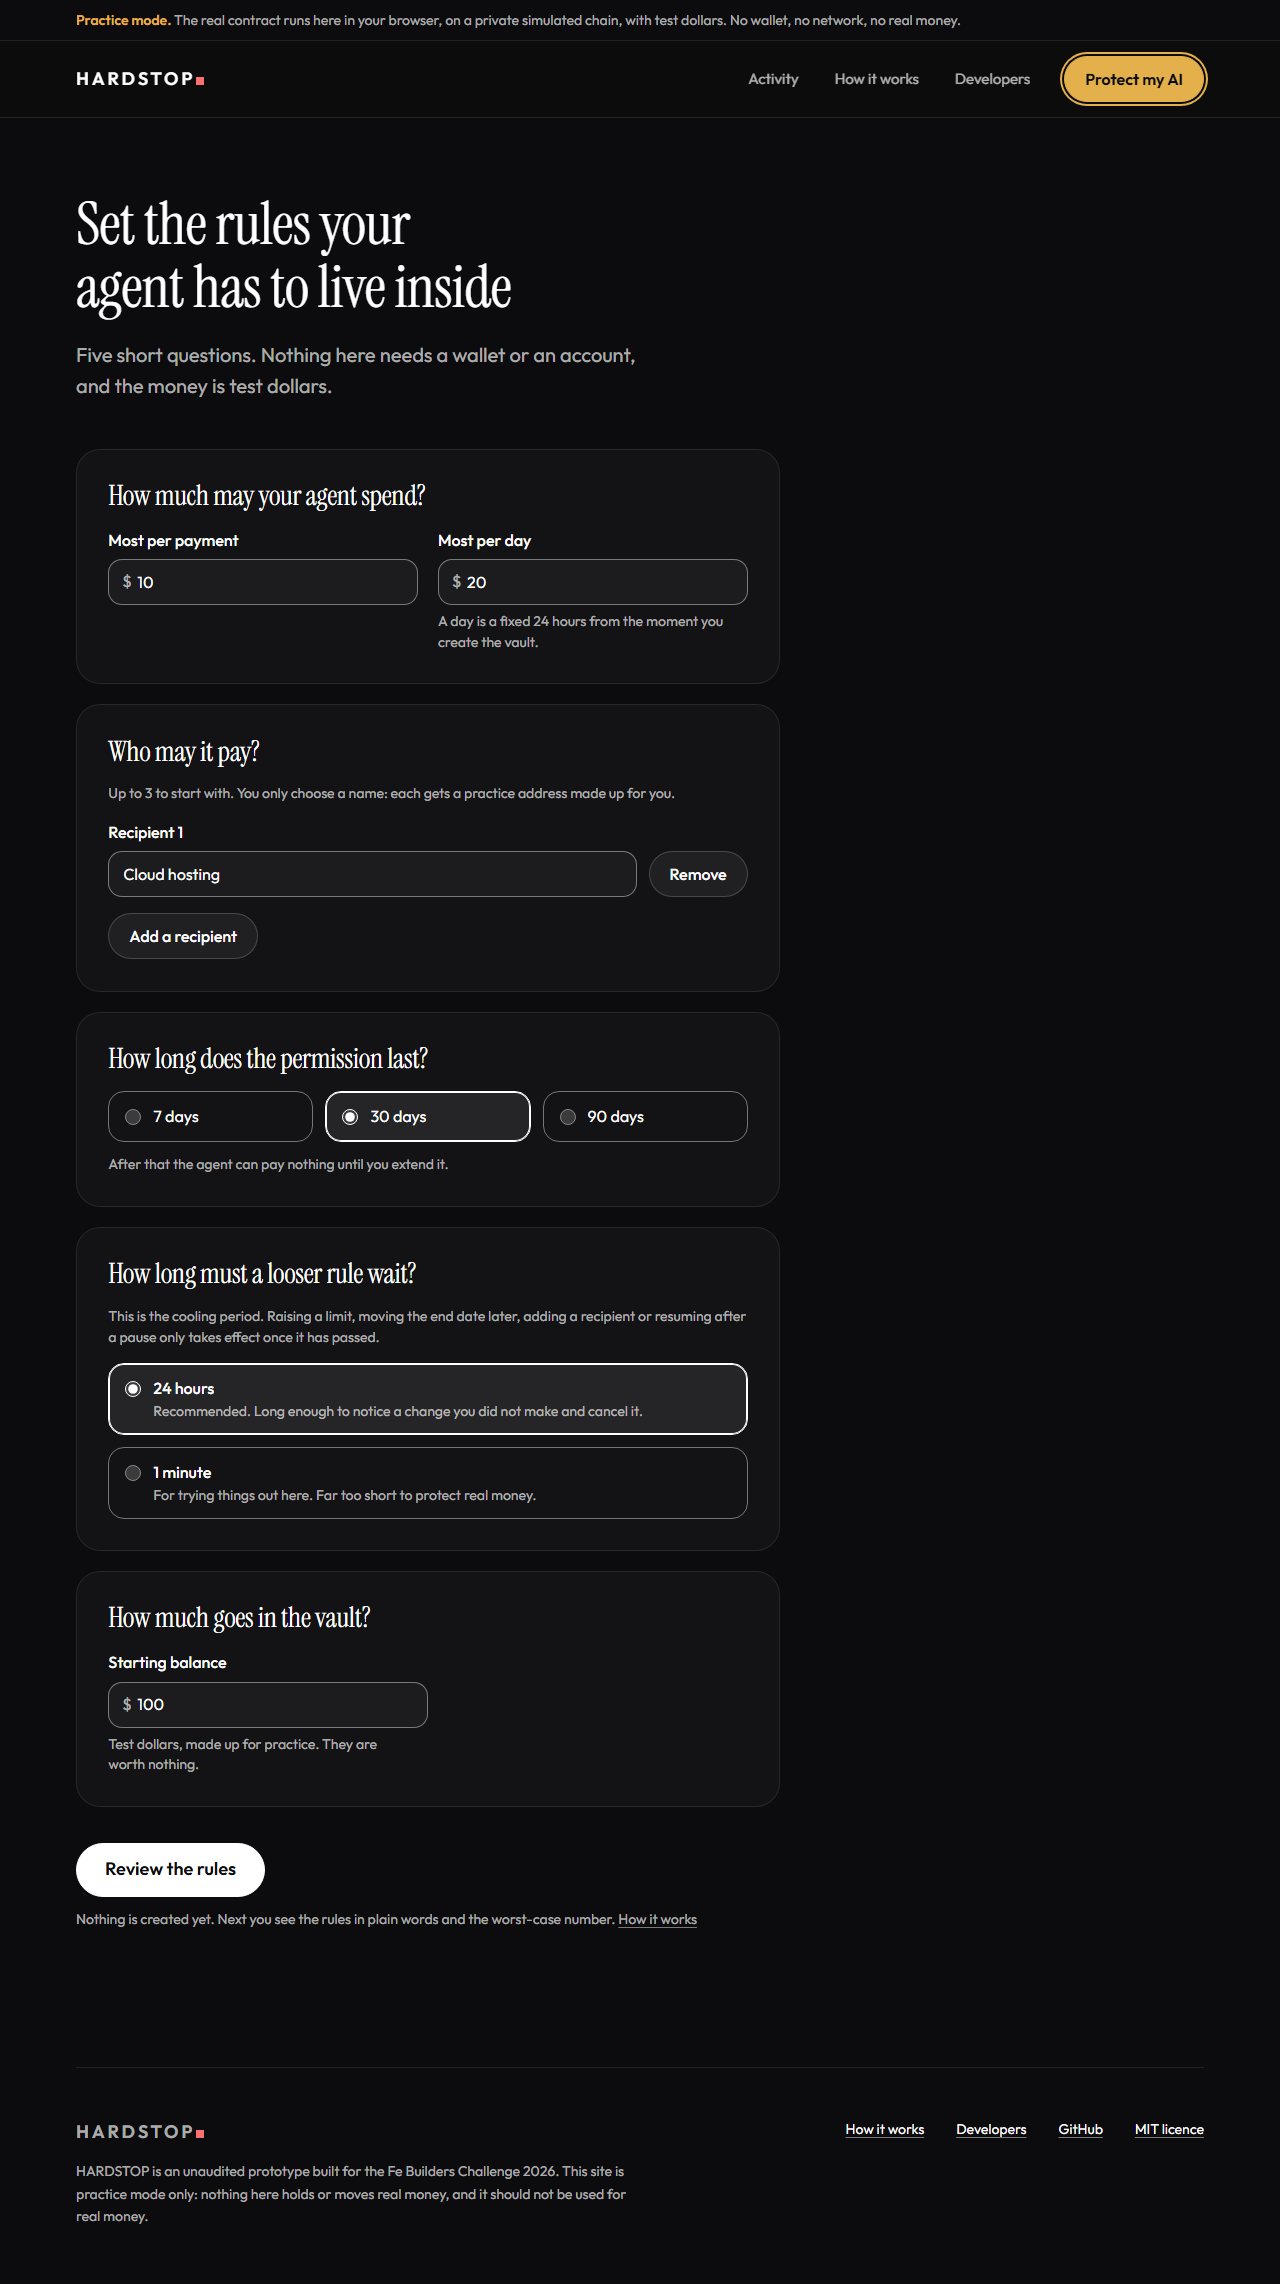 Practice mode. The real contract runs here in your browser, on a private simulated chain, with test dollars. No wallet, no network, no real money.
HARDSTOP
Activity
How it works
Developers
Protect my AI
Set the rules your
agent has to live inside
Five short questions. Nothing here needs a wallet or an account,
and the money is test dollars.
How much may your agent spend?
Most per payment
Most per day
$ 10
$ 20
A day is a fixed 24 hours from the moment you
create the vault.
Who may it pay?
Up to 3 to start with. You only choose a name: each gets a practice address made up for you.
Recipient 1
Cloud hosting
Remove
Add a recipient
How long does the permission last?
7 days
30 days
90 days
After that the agent can pay nothing until you extend it.
How long must a looser rule wait?
This is the cooling period. Raising a limit, moving the end date later, adding a recipient or resuming after
a pause only takes effect once it has passed.
24 hours
Recommended. Long enough to notice a change you did not make and cancel it.
1 minute
For trying things out here. Far too short to protect real money.
How much goes in the vault?
Starting balance
$ 100
Test dollars, made up for practice. They are
worth nothing.
Review the rules
Nothing is created yet. Next you see the rules in plain words and the worst-case number. How it works
HARDSTOP
How it works
Developers
GitHub
MIT licence
HARDSTOP is an unaudited prototype built for the Fe Builders Challenge 2026. This site is
practice mode only: nothing here holds or moves real money, and it should not be used for
real money.